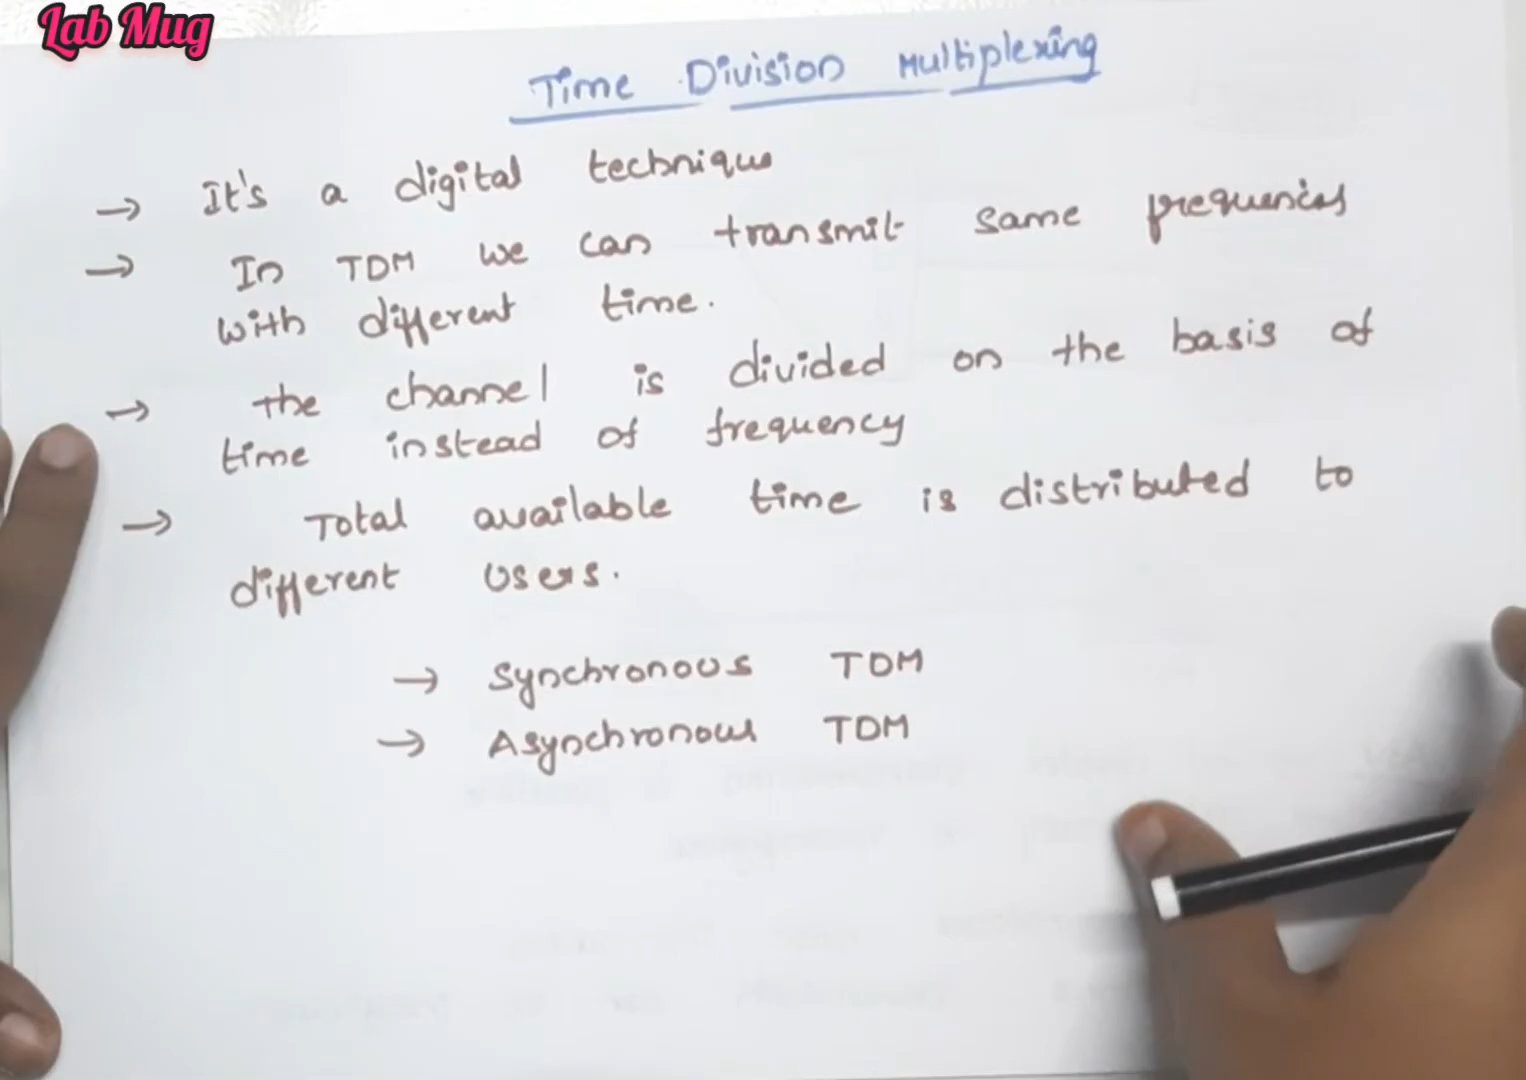 Lab Mug
Time Division Multiplexing
→ It's a digital technique
→ In TDM we can transmit same frequencies
with different time.
→ the channel is divided on the basis of
time instead of frequency
→ Total available time is distributed to
different users.
→ Synchronous TDM
→ Asynchronous TDM